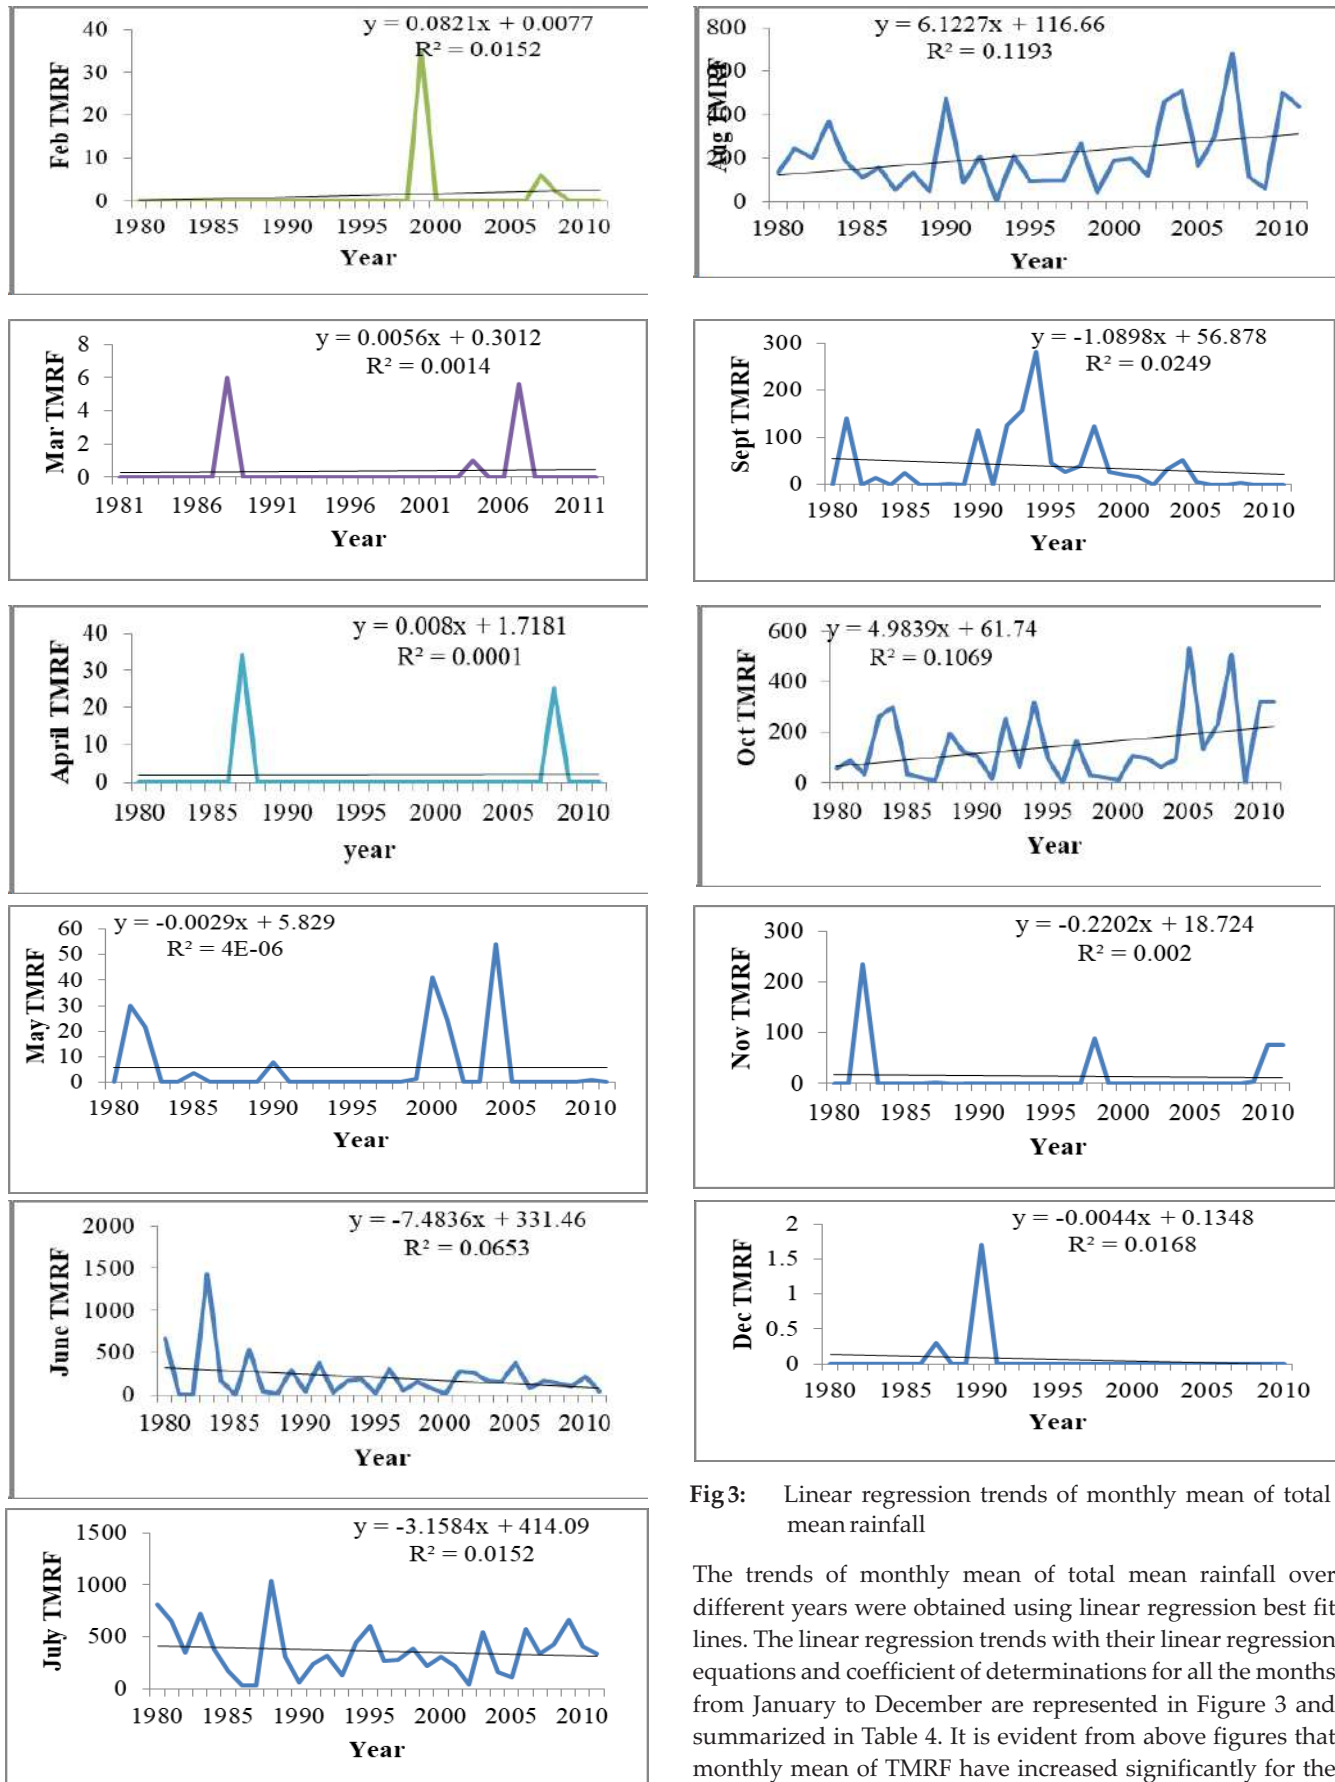 y = 0.0821x + 0.0077
R² = 0.0152
40
30
20
10
0
Feb TMRF
1980 1985 1990 1995 2000 2005 2010
Year
y = 0.0056x + 0.3012
R² = 0.0014
8
6
4
2
0
Mar TMRF
1981 1986 1991 1996 2001 2006 2011
Year
y = 0.008x + 1.7181
R² = 0.0001
40
30
20
10
0
April TMRF
1980 1985 1990 1995 2000 2005 2010
year
y = -0.0029x + 5.829
R² = 4E-06
60
50
40
30
20
10
0
May TMRF
1980 1985 1990 1995 2000 2005 2010
Year
y = -7.4836x + 331.46
R² = 0.0653
2000
1500
1000
500
0
June TMRF
1980 1985 1990 1995 2000 2005 2010
Year
y = -3.1584x + 414.09
R² = 0.0152
1500
1000
500
0
July TMRF
1980 1985 1990 1995 2000 2005 2010
Year
y = 6.1227x + 116.66
R² = 0.1193
800
600
400
200
0
Aug TMRF
1980 1985 1990 1995 2000 2005 2010
Year
y = -1.0898x + 56.878
R² = 0.0249
300
200
100
0
Sept TMRF
1980 1985 1990 1995 2000 2005 2010
Year
y = 4.9839x + 61.74
R² = 0.1069
600
400
200
0
Oct TMRF
1980 1985 1990 1995 2000 2005 2010
Year
y = -0.2202x + 18.724
R² = 0.002
300
200
100
0
Nov TMRF
1980 1985 1990 1995 2000 2005 2010
Year
y = -0.0044x + 0.1348
R² = 0.0168
2
1.5
1
0.5
0
Dec TMRF
1980 1985 1990 1995 2000 2005 2010
Year
Fig 3: Linear regression trends of monthly mean of total
mean rainfall
The trends of monthly mean of total mean rainfall over
different years were obtained using linear regression best fit
lines. The linear regression trends with their linear regression
equations and coefficient of determinations for all the months
from January to December are represented in Figure 3 and
summarized in Table 4. It is evident from above figures that
monthly mean of TMRF have increased significantly for the